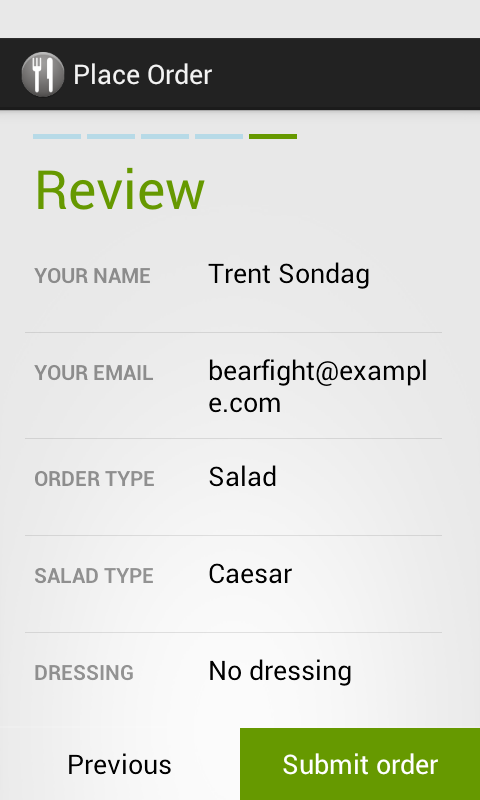 Place Order
Review
YOUR NAME Trent Sondag
YOUR EMAIL bearfight@exampl
e.com
ORDER TYPE Salad
SALAD TYPE Caesar
DRESSING No dressing
Previous Submit order